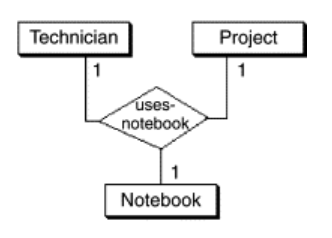 Technician
Project
1
1
uses-
notebook
1
Notebook